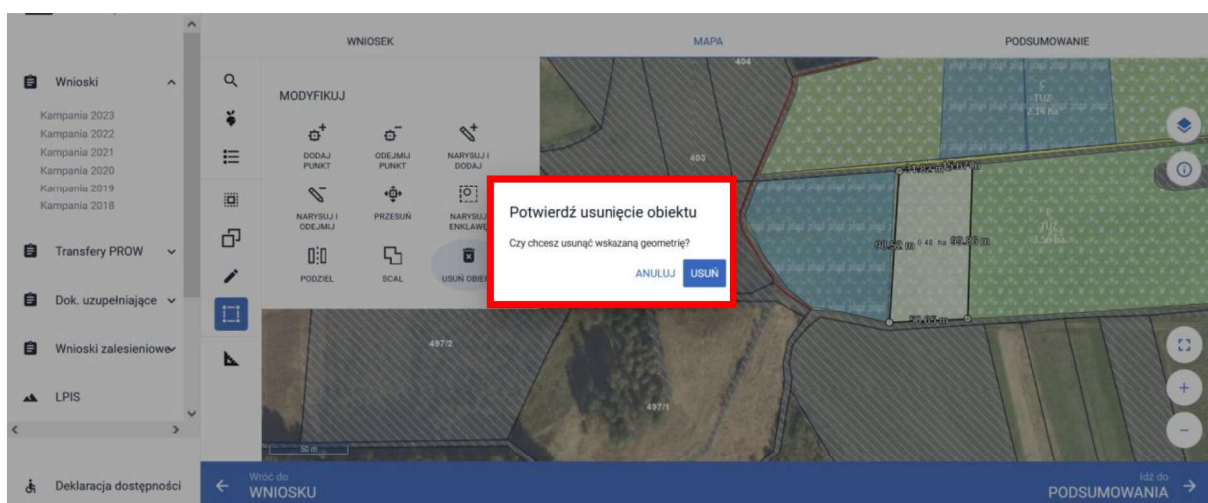 WNIOSEK
MAPA
PODSUMOWANIE
Wnioski
Kampania 2023
Kampania 2022
Kampania 2021
Kampania 2020
Kampania 2019
Kampania 2018
Transfery PROW
Dok. uzupełniające
Wnioski zalesieniowe
LPIS
Deklaracja dostępności
MODYFIKUJ
DODAJ
PUNKT
ODEJMIJ
PUNKT
NARYSUJ I
DODAJ
NARYSUJ I
ODEJMIJ
PRZESUŃ
NARYSUJ
ENKLAWĘ
PODZIEL
SCAL
USUŃ OBIEK
Potwierdź usunięcie obiektu
Czy chcesz usunąć wskazaną geometrię?
ANULUJ
USUŃ
404
403
TUZ
2.14 ha
0.48 ha
99.86 m
497/2
497/1
50 m
Wróć do
WNIOSKU
Idź do
PODSUMOWANIA